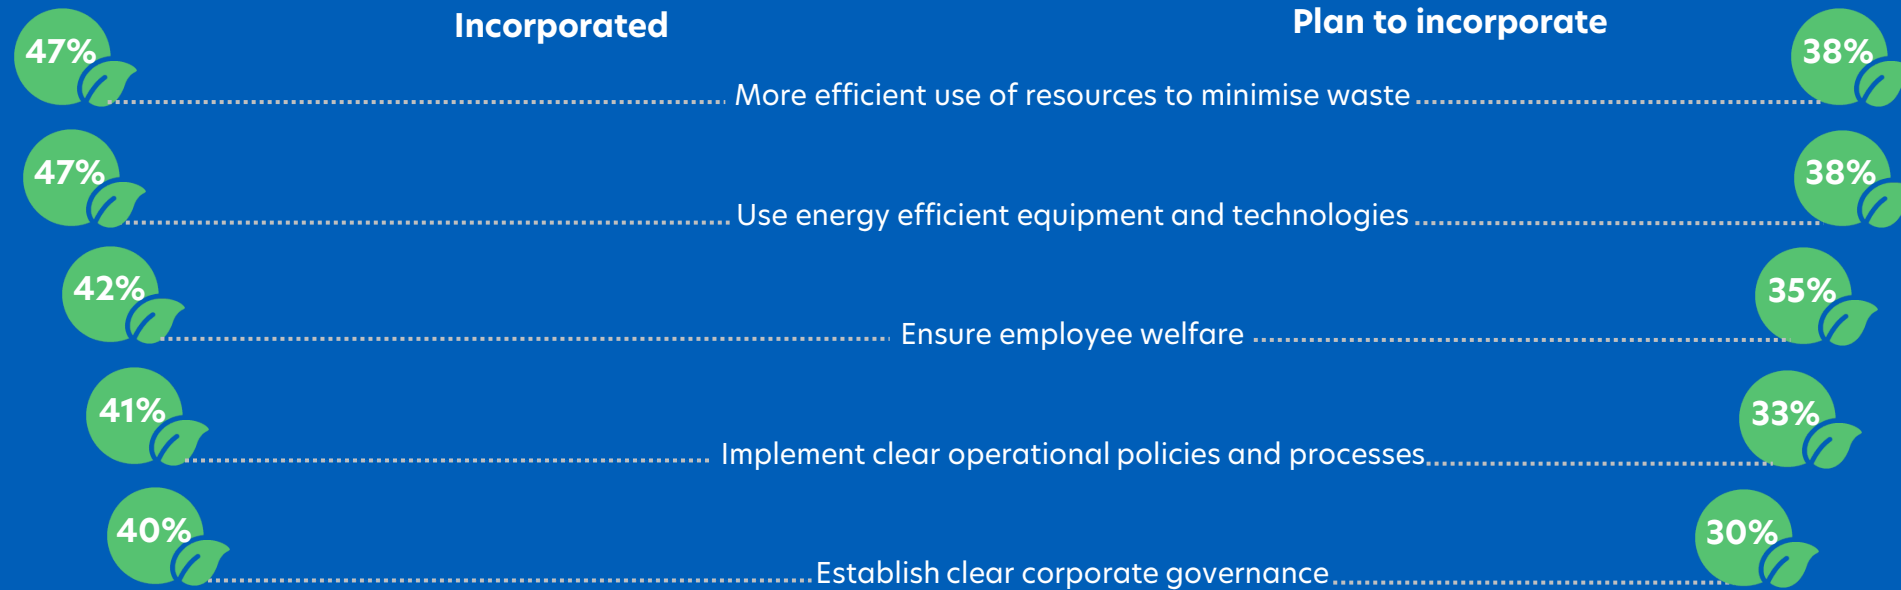 Incorporated
Plan to incorporate
47%
More efficient use of resources to minimise waste
38%
47%
Use energy efficient equipment and technologies
38%
42%
Ensure employee welfare
35%
41%
Implement clear operational policies and processes
33%
40%
Establish clear corporate governance
30%